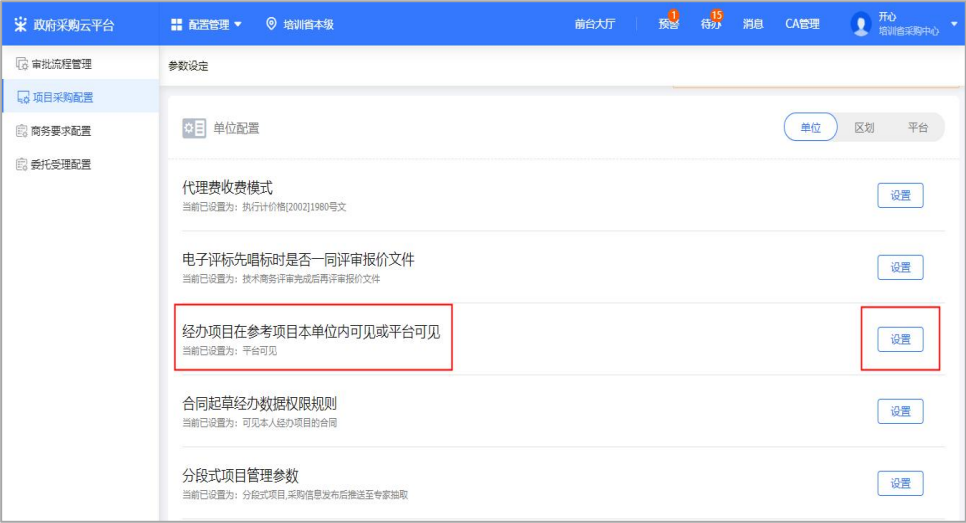 政府采购云平台
配置管理
培训省本级
前台大厅
预警
1
待办
15
消息
CA管理
开心
培训省采购中心
审批流程管理
项目采购配置
商务要求配置
委托受理配置
参数设定
单位配置
单位
区划
平台
代理费收费模式
当前已设置为：执行计价格[2002]1980号文
设置
电子评标先唱标时是否一同评审报价文件
当前已设置为：技术商务评审完成后再评审报价文件
设置
经办项目在参考项目本单位内可见或平台可见
当前已设置为：平台可见
设置
合同起草经办数据权限规则
当前已设置为：可见本人经办项目的合同
设置
分段式项目管理参数
当前已设置为：分段式项目,采购信息发布后推送至专家抽取
设置